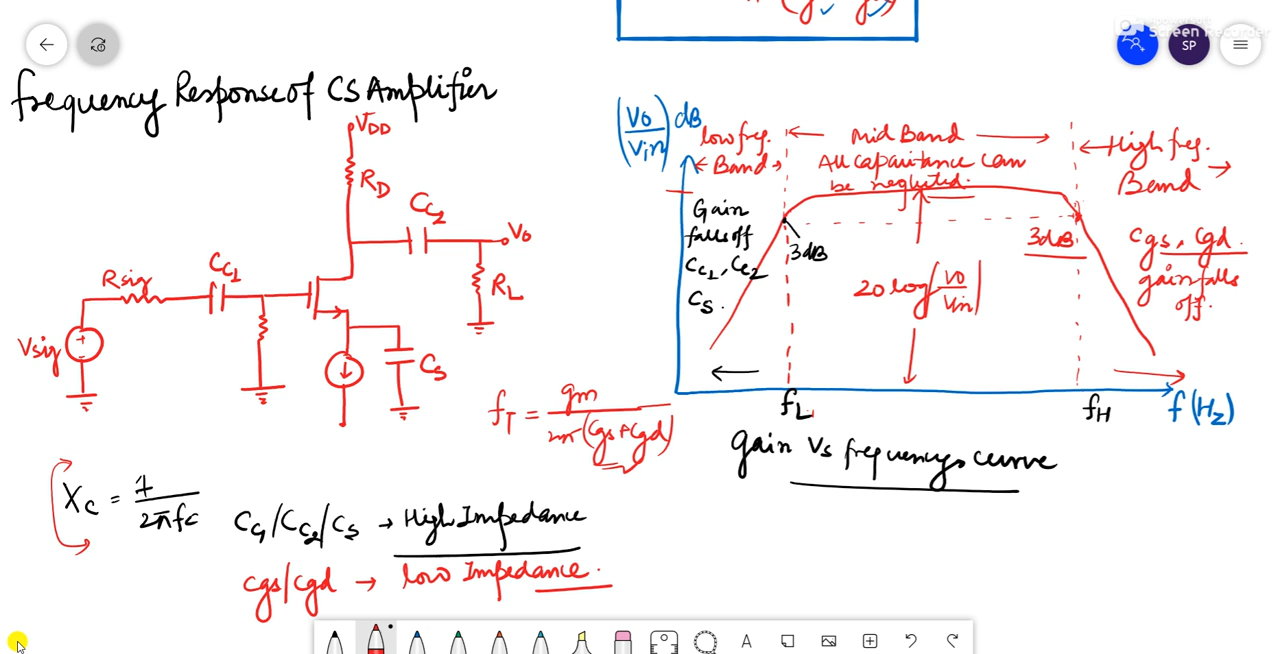 Screen Recorder
SP
frequency Response of CS Amplifier
VDD
RD
CC2
Vo
RL
CC1
Rsig
Vsig
CS
fT = gm / 2π(Cgs+Cgd)
XC = 1 / 2πfC
CC1/CC2/CS → High Impedance
Cgs/Cgd → low Impedance.
(Vo/Vin) dB
low freq.
Band
Mid Band
All capaitance can
be neglected.
High freq.
Band
Gain
falls off
CC1, CC2
CS.
3dB
3dB.
20 log |Vo/Vin|
Cgs, Cgd.
gain falls
off.
fL
fH
f (Hz)
gain Vs frequency curve
A